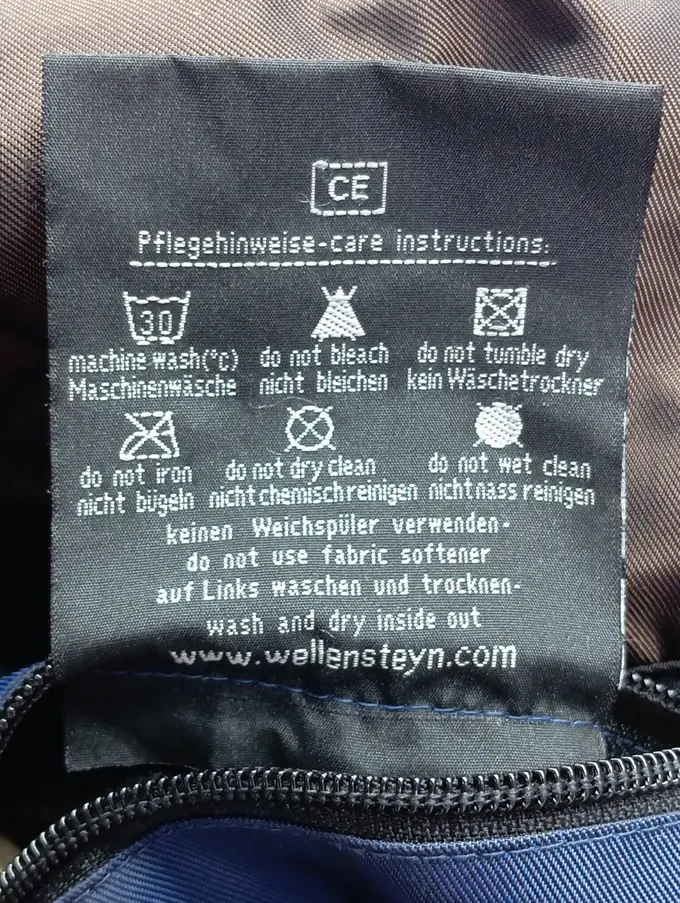 CE
Pflegehinweise-care instructions:
30
machine wash(°c) do not bleach do not tumble dry
Maschinenwäsche nicht bleichen kein Wäschetrockner
do not iron do not dry clean do not wet clean
nicht bügeln nicht chemisch reinigen nicht nass reinigen
keinen Weichspüler verwenden-
do not use fabric softener
auf Links waschen und trocknen-
wash and dry inside out
www.wellensteyn.com